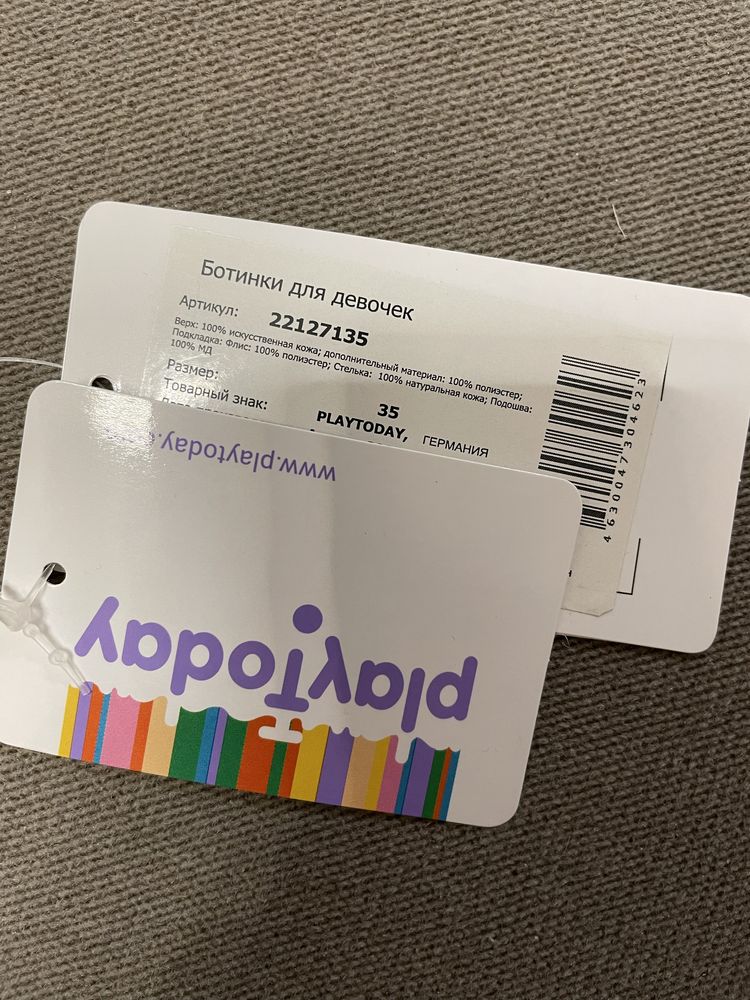 Ботинки для девочек
Артикул: 22127135
Верх: 100% искусственная кожа; дополнительный материал: 100% полиэстер;
Подкладка: Флис: 100% полиэстер; Стелька: 100% натуральная кожа; Подошва:
100% МД
Размер: 35
Товарный знак: PLAYTODAY, ГЕРМАНИЯ
4630047304623
www.playtoday.
playToday